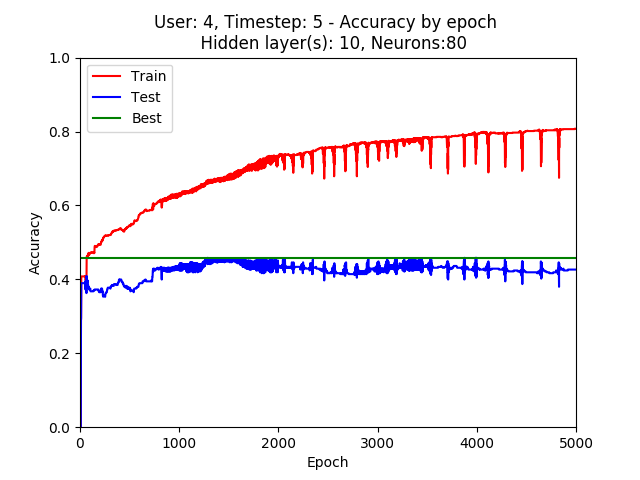 User: 4, Timestep: 5 - Accuracy by epoch
Hidden layer(s): 10, Neurons:80
1.0
0.8
0.6
0.4
0.2
0.0
Accuracy
Train
Test
Best
0 1000 2000 3000 4000 5000
Epoch